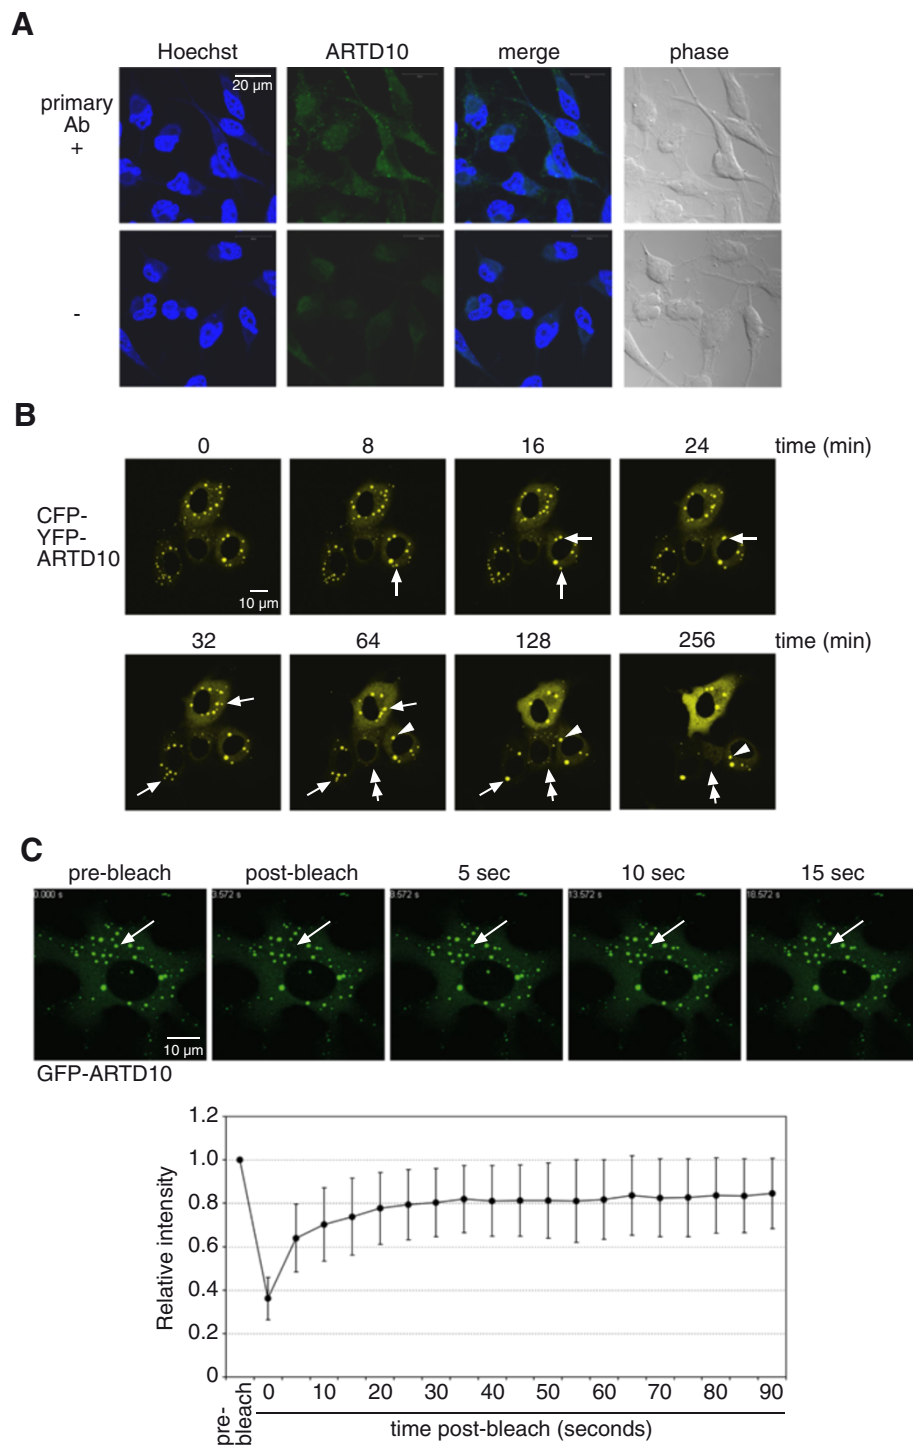 A
Hoechst ARTD10 merge phase
primary
Ab
+
20 µm
-
B
0 8 16 24 time (min)
CFP-
YFP-
ARTD10
10 µm
32 64 128 256 time (min)
C
pre-bleach post-bleach 5 sec 10 sec 15 sec
3.572 s 13.572 s 18.572 s
10 µm
GFP-ARTD10
1.2
1.0
0.8
0.6
0.4
0.2
0
Relative intensity
pre-
bleach
0 10 20 30 40 50 60 70 80 90
time post-bleach (seconds)